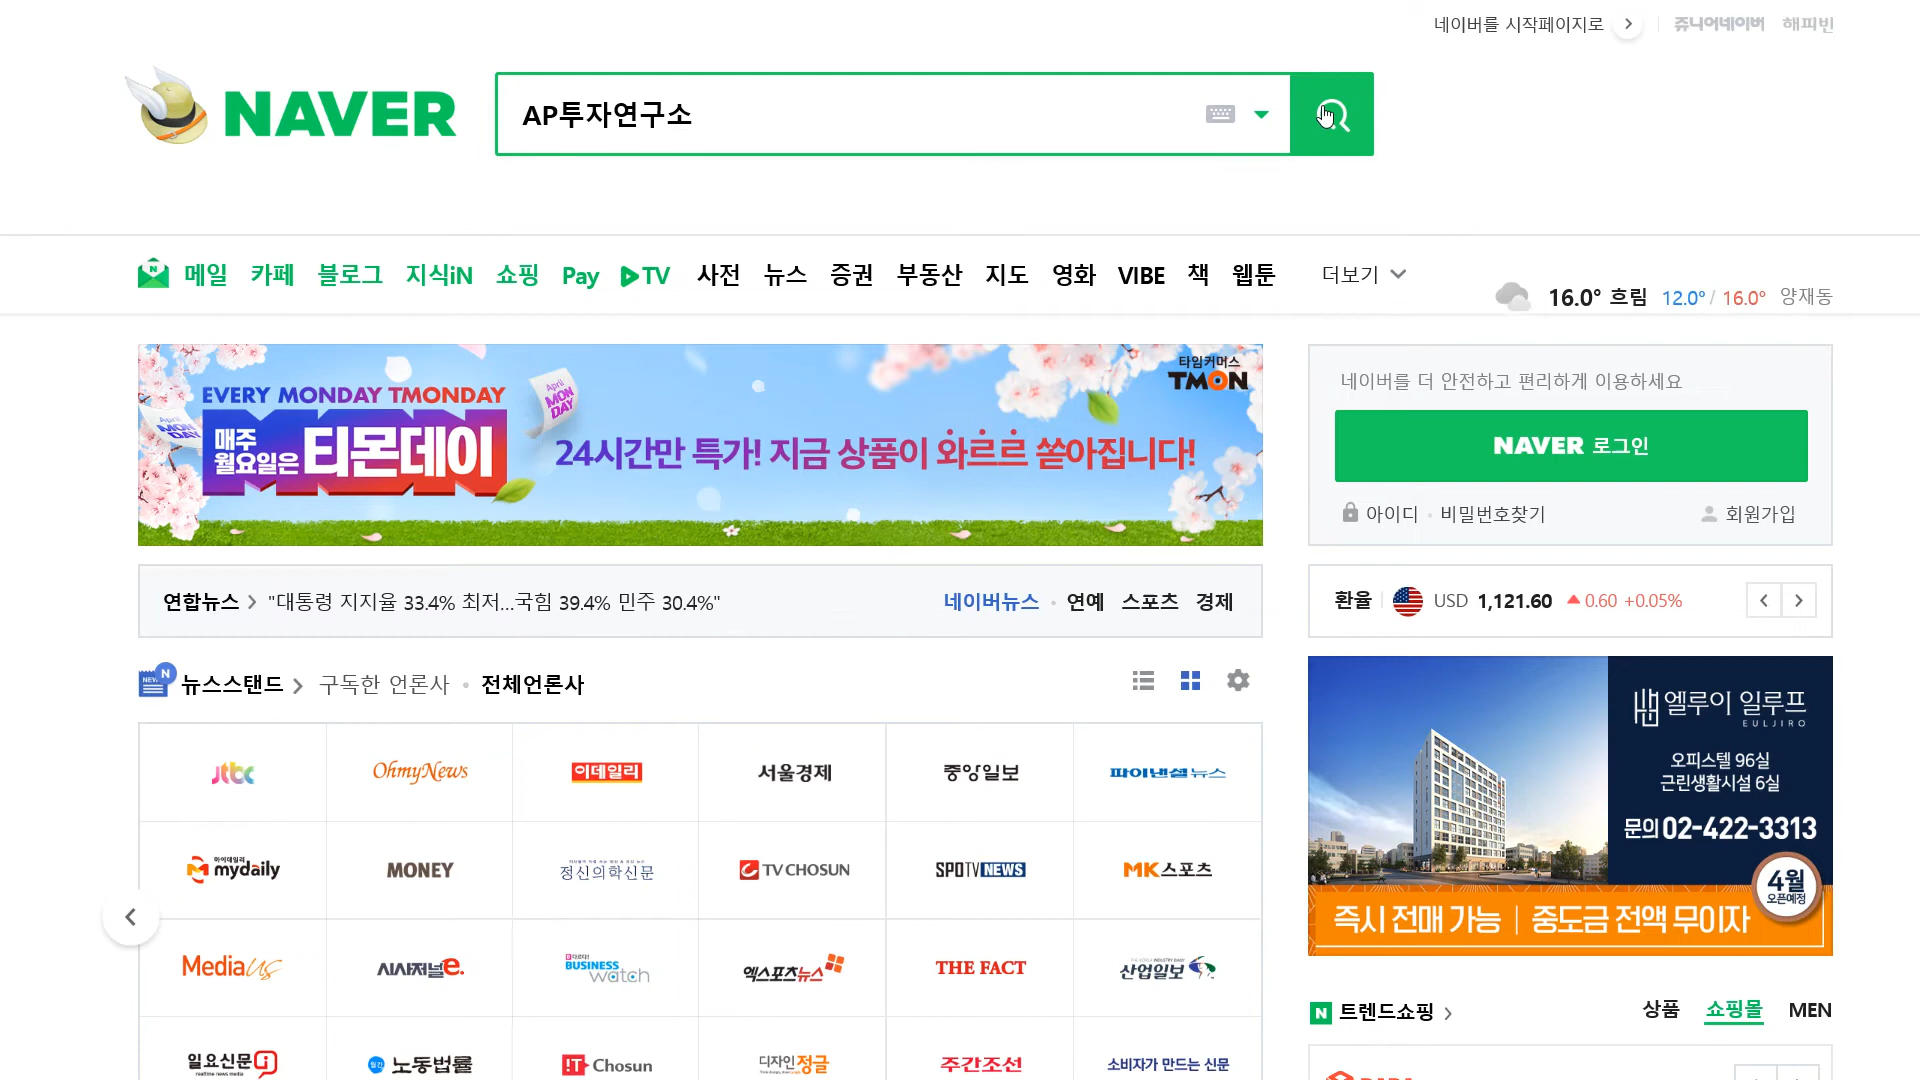 네이버를 시작페이지로
쥬니어네이버 해피빈
NAVER
AP투자연구소
메일 카페 블로그 지식iN 쇼핑 Pay TV 사전 뉴스 증권 부동산 지도 영화 VIBE 책 웹툰 더보기
16.0° 흐림 12.0° / 16.0° 양재동
EVERY MONDAY TMONDAY
매주
월요일은
티몬데이
April
MON
DAY
24시간만 특가! 지금 상품이 와르르 쏟아집니다!
타임커머스
TMON
네이버를 더 안전하고 편리하게 이용하세요
NAVER 로그인
아이디 · 비밀번호찾기 회원가입
연합뉴스 > "대통령 지지율 33.4% 최저...국힘 39.4% 민주 30.4%"
네이버뉴스 · 연예 스포츠 경제
환율 USD 1,121.60 ▲ 0.60 +0.05%
뉴스스탠드 > 구독한 언론사 · 전체언론사
jtbc OhmyNews 이데일리 서울경제 중앙일보 파이낸셜뉴스
마이데일리
mydaily MONEY 정신의학신문 TV CHOSUN SPOTV NEWS MK스포츠
Media US 시사저널e. BUSINESS watch 엑스포츠뉴스 THE FACT 산업일보
일요신문 월간 노동법률 IT Chosun 디자인정글 주간조선 소비자가 만드는 신문
엘루이 일루프
EULJIRO
오피스텔 96실
근린생활시설 6실
문의 02-422-3313
4월
오픈예정
즉시 전매 가능 | 중도금 전액 무이자
N 트렌드쇼핑 >
상품 쇼핑몰 MEN